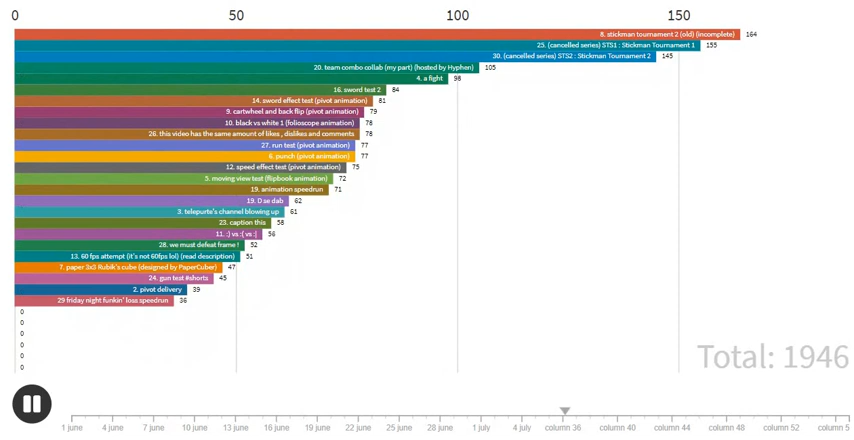 0 50 100 150
8. stickman tournament 2 (old) (incomplete) 164
25. (cancelled series) STS1 : Stickman Tournament 1 155
30. (cancelled series) STS2 : Stickman Tournament 2 145
20. team combo collab (my part) (hosted by Hyphen) 105
4. a fight 98
16. sword test 2 84
14. sword effect test (pivot animation) 81
9. cartwheel and back flip (pivot animation) 79
10. black vs white 1 (folioscope animation) 78
26. this video has the same amount of likes , dislikes and comments 78
27. run test (pivot animation) 77
6. punch (pivot animation) 77
12. speed effect test (pivot animation) 75
5. moving view test (flipbook animation) 72
19. animation speedrun 71
19. D se dab 62
3. telepurte's channel blowing up 61
23. caption this 58
11. :) vs :( vs :| 56
28. we must defeat frame ! 52
13. 60 fps attempt (it's not 60fps lol) (read description) 51
7. paper 3x3 Rubik's cube (designed by PaperCuber) 47
24. gun test #shorts 45
2. pivot delivery 39
29 friday night funkin' loss speedrun 36
0
0
0
0
0
0
Total: 1946
1 june 4 june 7 june 10 june 13 june 16 june 19 june 22 june 25 june 28 june 1 july 4 july column 36 column 40 column 44 column 48 column 52 column 5